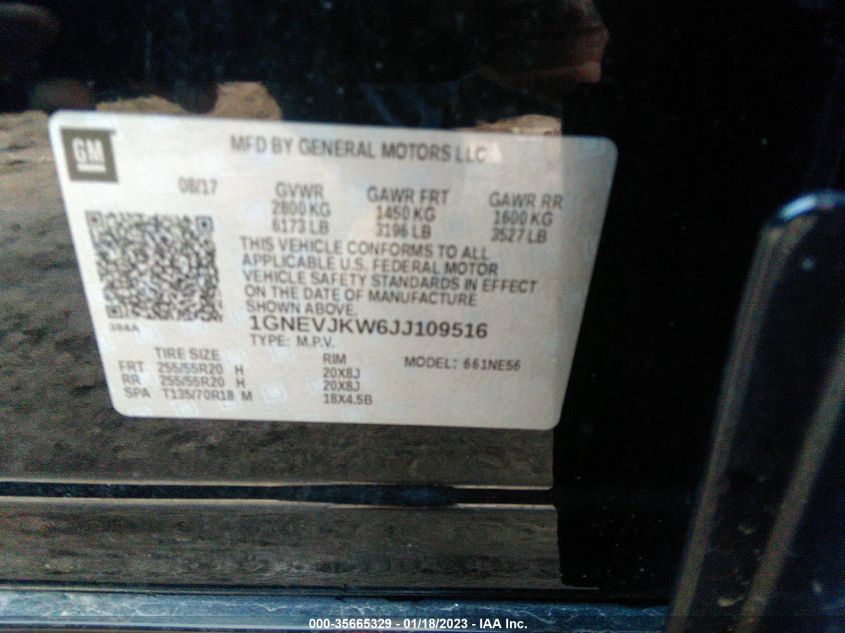 GM
MFD BY GENERAL MOTORS LLC
08/17
GVWR GAWR FRT GAWR RR
2800 KG 1450 KG 1600 KG
6173 LB 3196 LB 3527 LB
THIS VEHICLE CONFORMS TO ALL
APPLICABLE U.S. FEDERAL MOTOR
VEHICLE SAFETY STANDARDS IN EFFECT
ON THE DATE OF MANUFACTURE
SHOWN ABOVE.
384A
1GNEVJKW6JJ109516
TYPE: M.P.V.
TIRE SIZE RIM MODEL: 661NE56
FRT 255/55R20 H 20X8J
RR 255/55R20 H 20X8J
SPA T135/70R18 M 18X4.5B
000-35665329 - 01/18/2023 - IAA Inc.